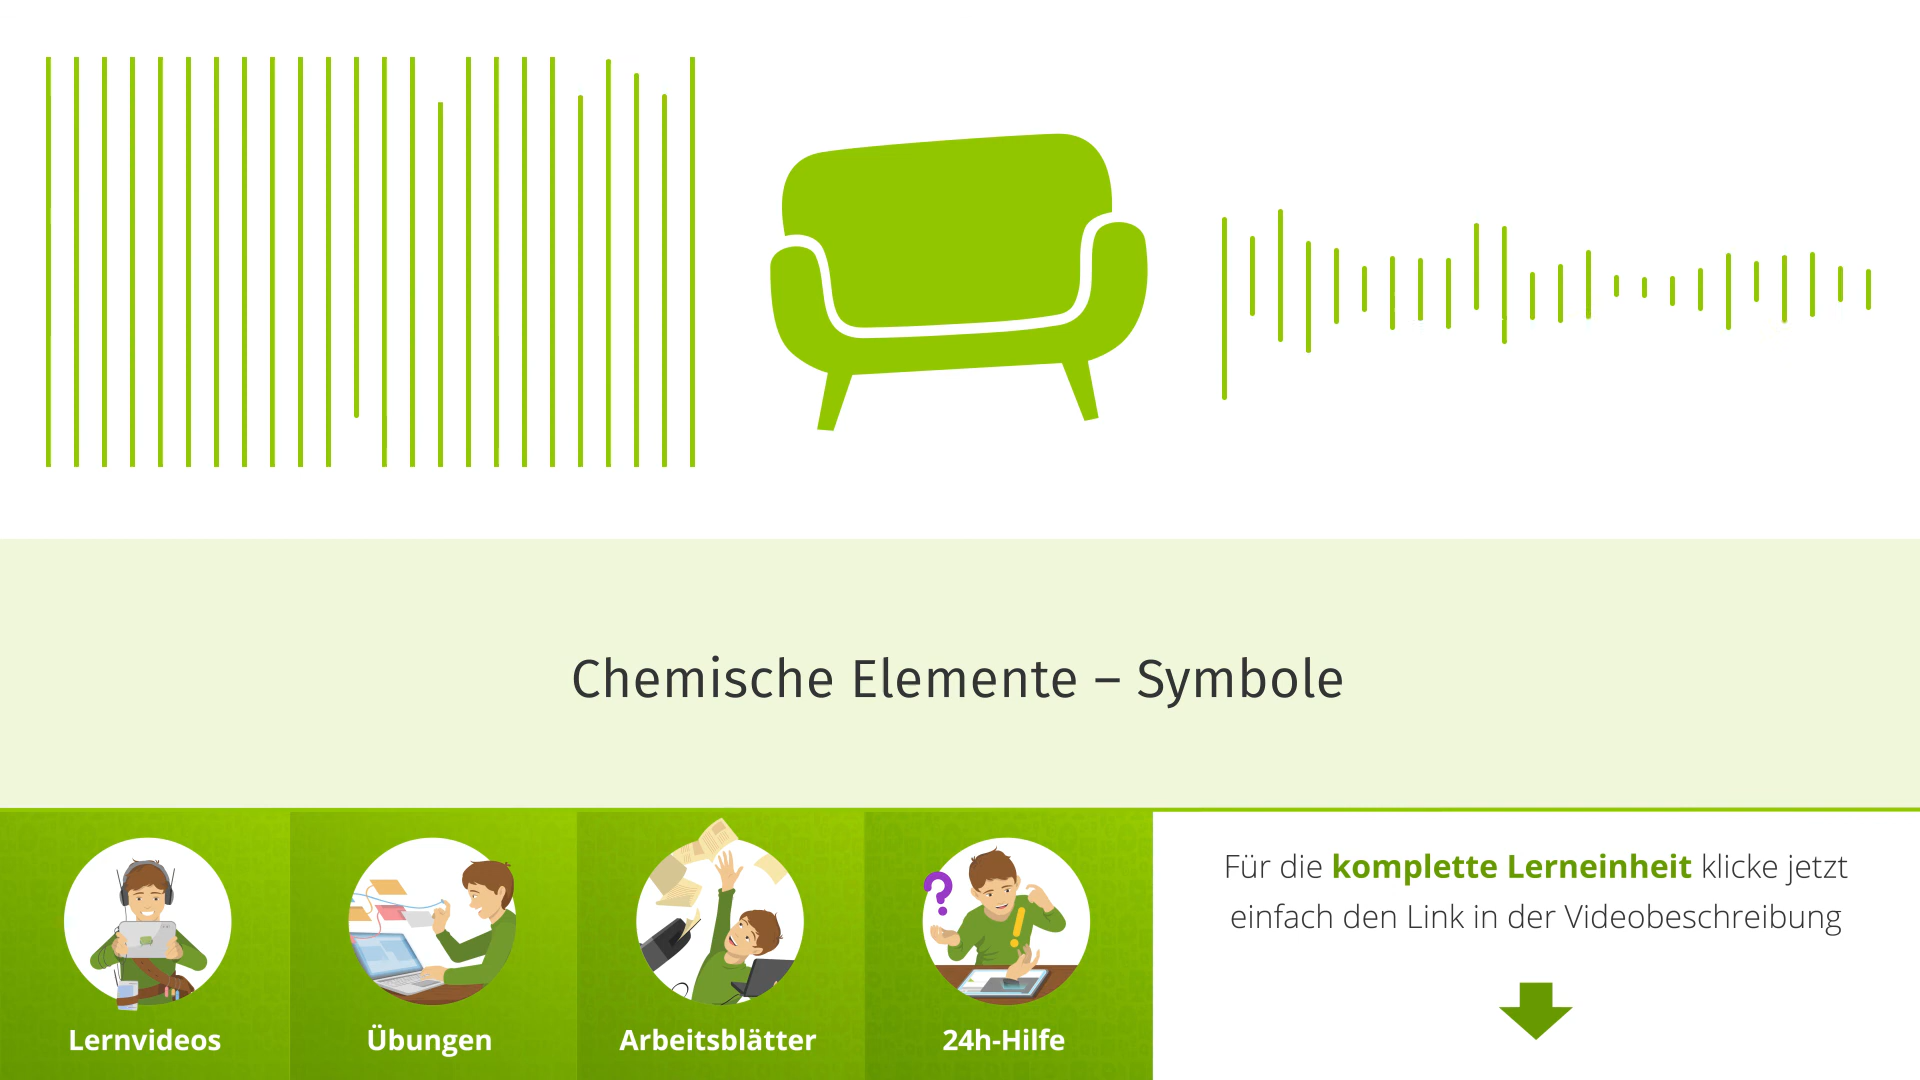 Chemische Elemente – Symbole
Für die komplette Lerneinheit klicke jetzt
einfach den Link in der Videobeschreibung
Lernvideos
Übungen
Arbeitsblätter
24h-Hilfe